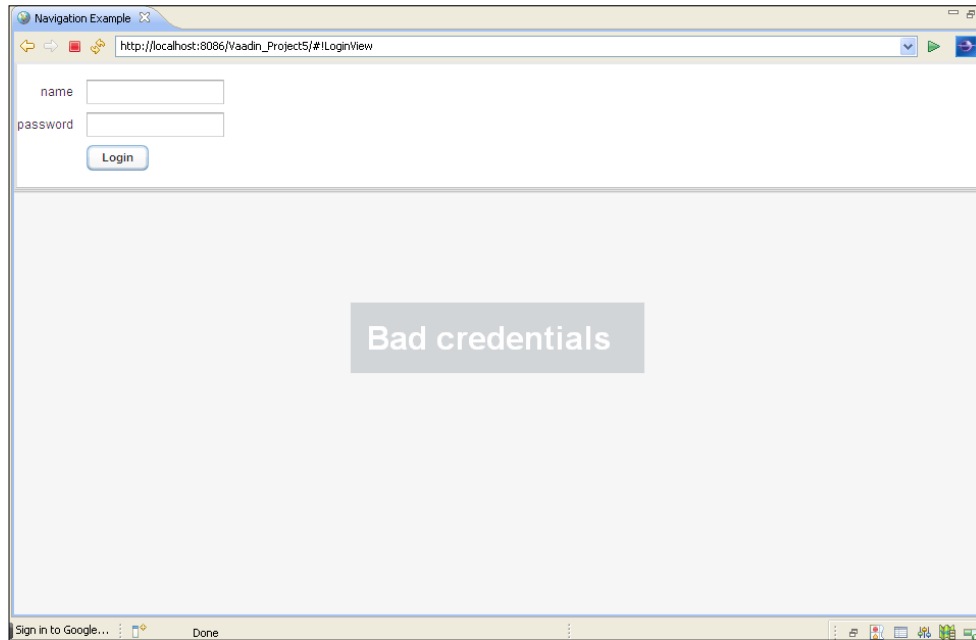 Navigation Example
http://localhost:8086/Vaadin_Project5/#!LoginView
name
password
Login
Bad credentials
Sign in to Google...
Done